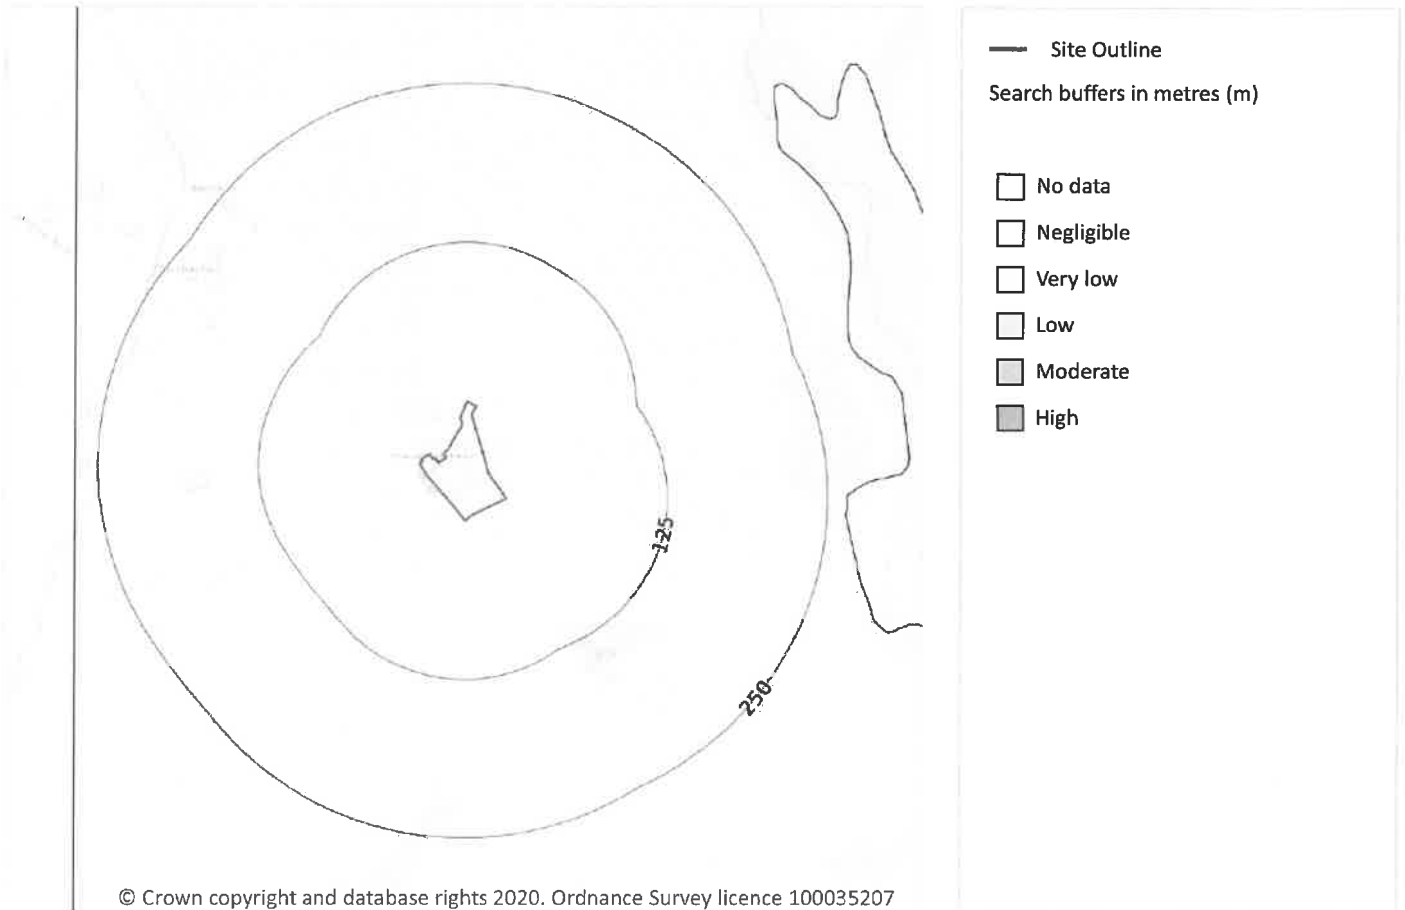 Site Outline
Search buffers in metres (m)
No data
Negligible
Very low
Low
Moderate
High
125
250
© Crown copyright and database rights 2020. Ordnance Survey licence 100035207